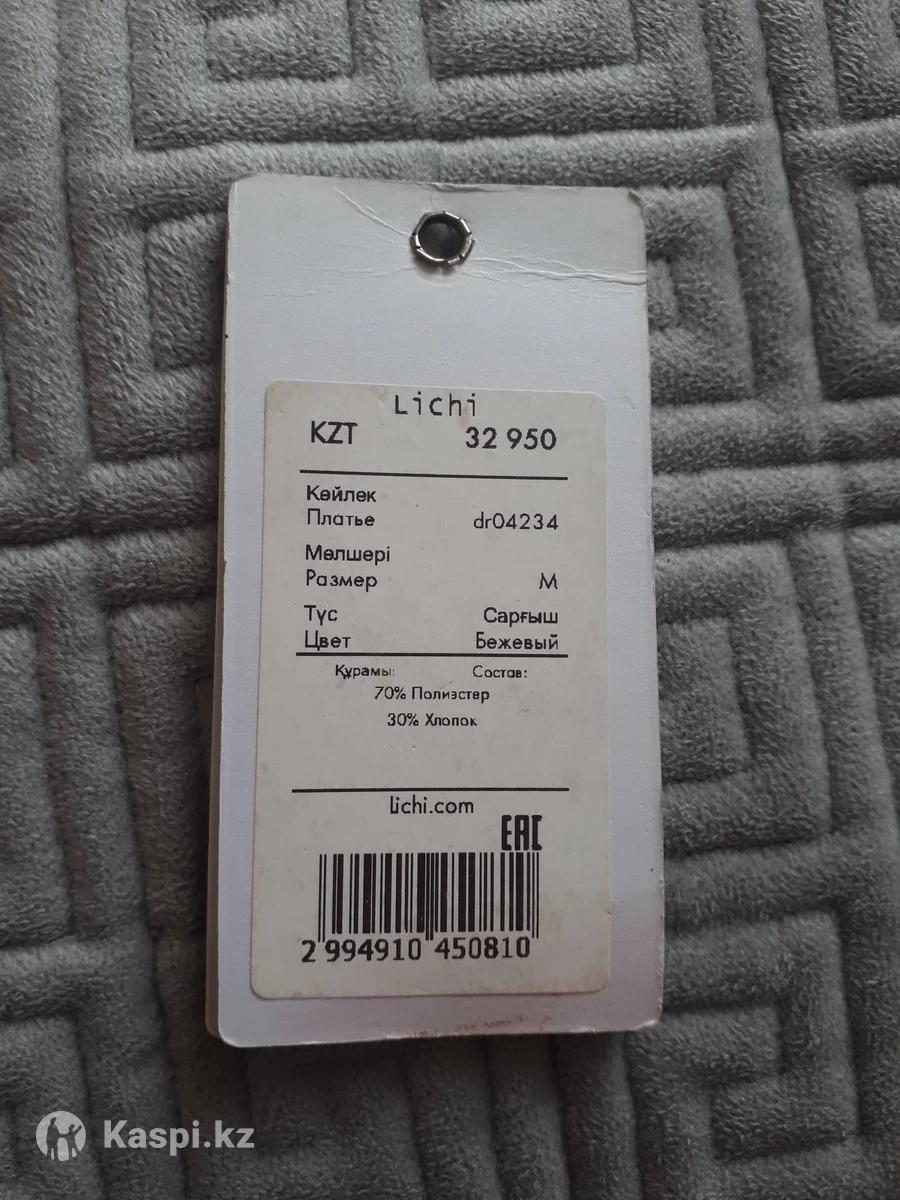 Lichi
KZT 32 950
Көйлек
Платье dr04234
Мөлшері
Размер M
Түс Сарғыш
Цвет Бежевый
Құрамы: Состав:
70% Полиэстер
30% Хлопок
Lichi.com
EAC
2 994910 450810
Kaspi.kz